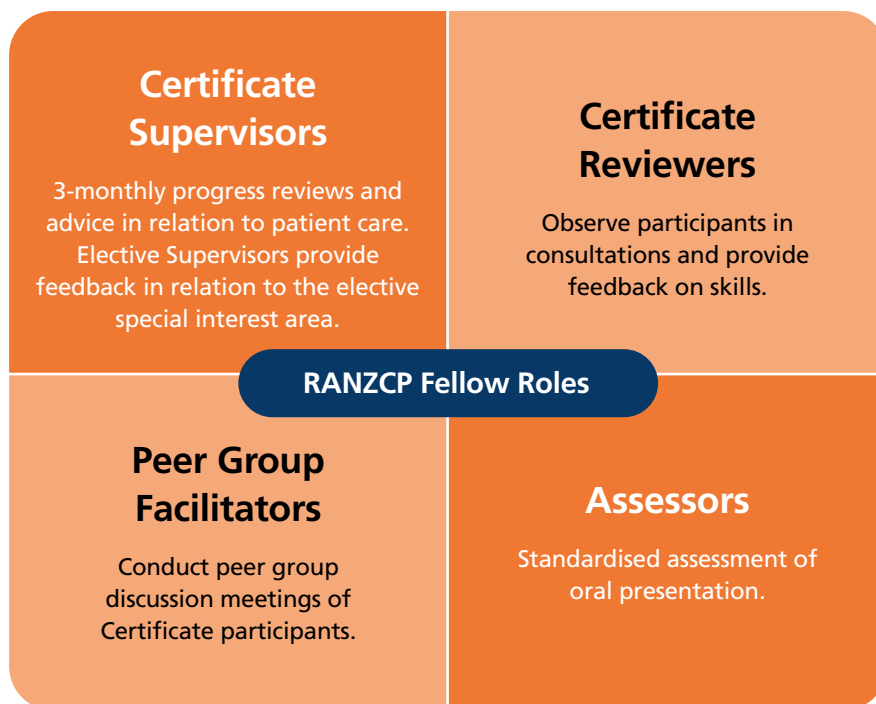 Certificate
Supervisors
3-monthly progress reviews and
advice in relation to patient care.
Elective Supervisors provide
feedback in relation to the elective
special interest area.
Certificate
Reviewers
Observe participants in
consultations and provide
feedback on skills.
RANZCP Fellow Roles
Peer Group
Facilitators
Conduct peer group
discussion meetings of
Certificate participants.
Assessors
Standardised assessment of
oral presentation.